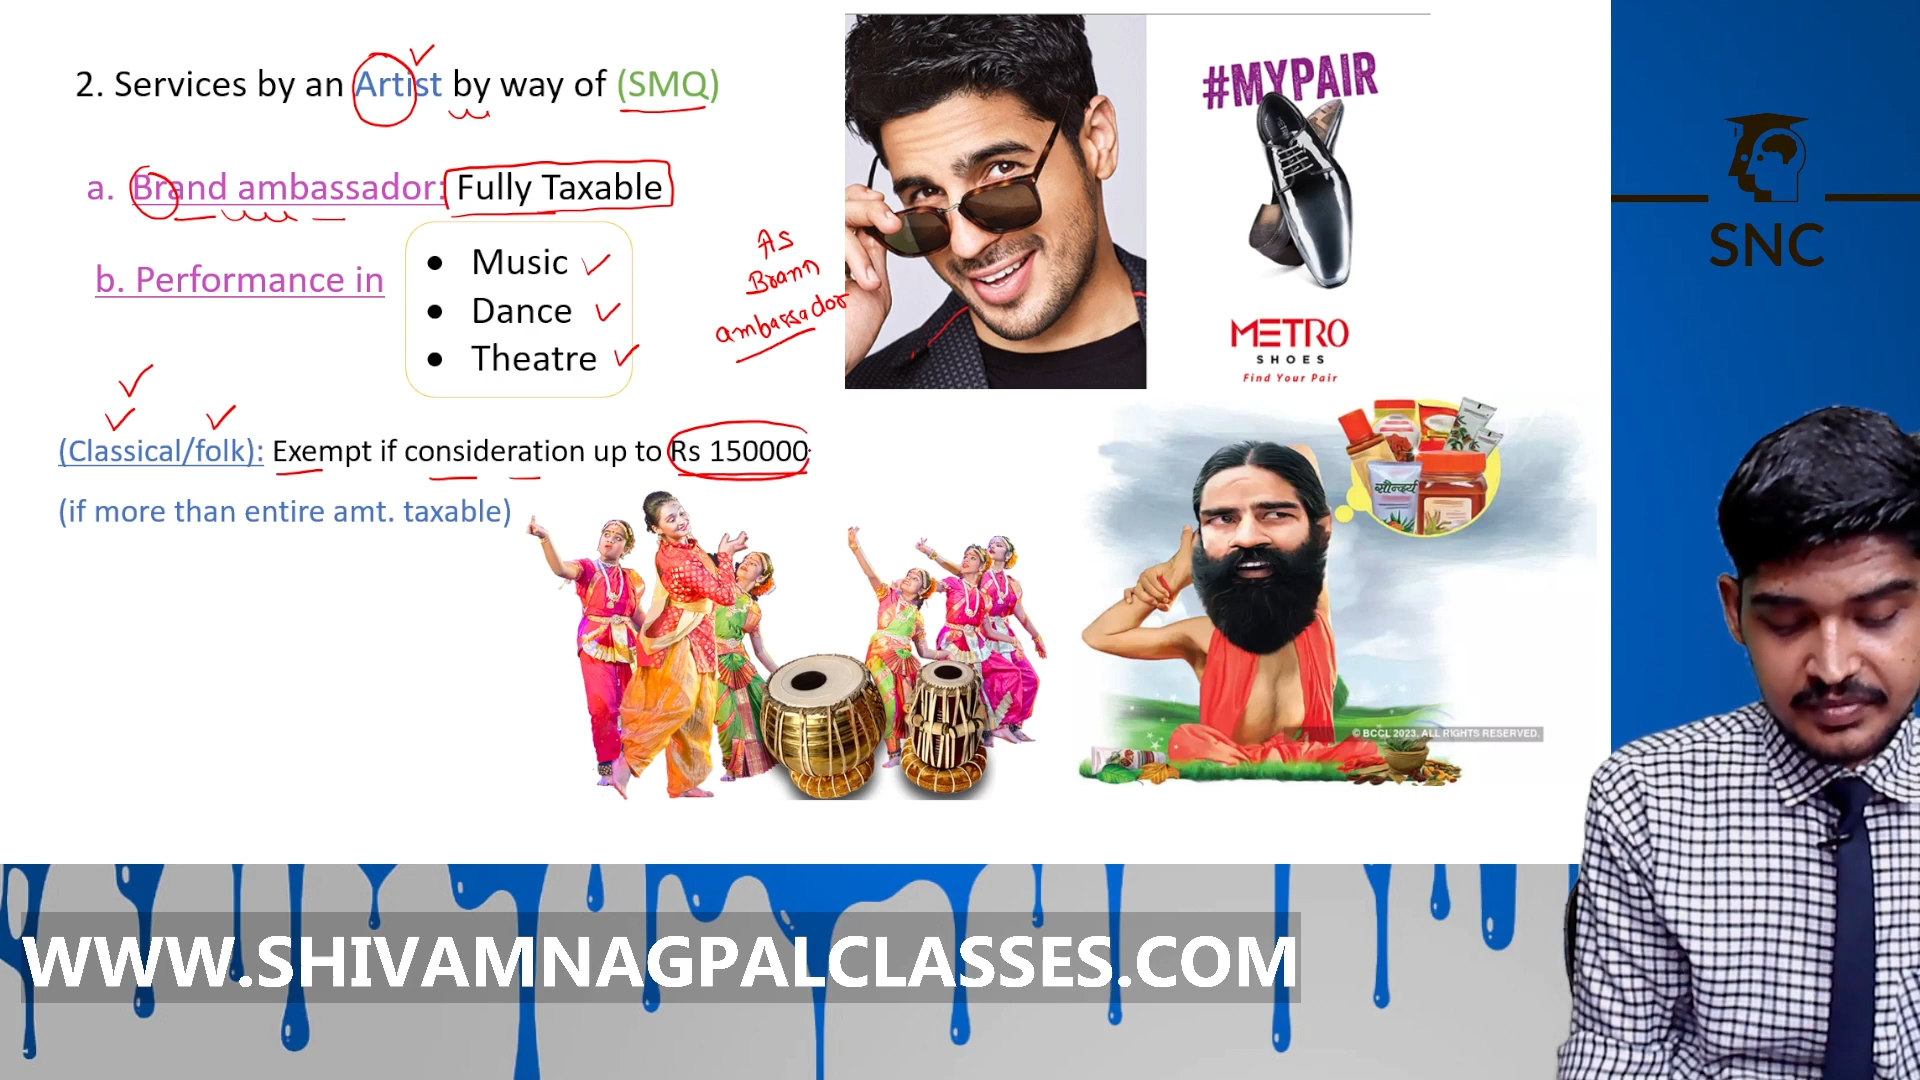 2. Services by an Artist by way of (SMQ)
a. Brand ambassador: Fully Taxable
b. Performance in
• Music
• Dance
• Theatre
As
Brann
ambassador
(Classical/folk): Exempt if consideration up to Rs 150000
(if more than entire amt. taxable)
#MYPAIR
METRO
SHOES
Find Your Pair
सौन्दर्य
© BCCL 2023. ALL RIGHTS RESERVED.
SNC
WWW.SHIVAMNAGPALCLASSES.COM